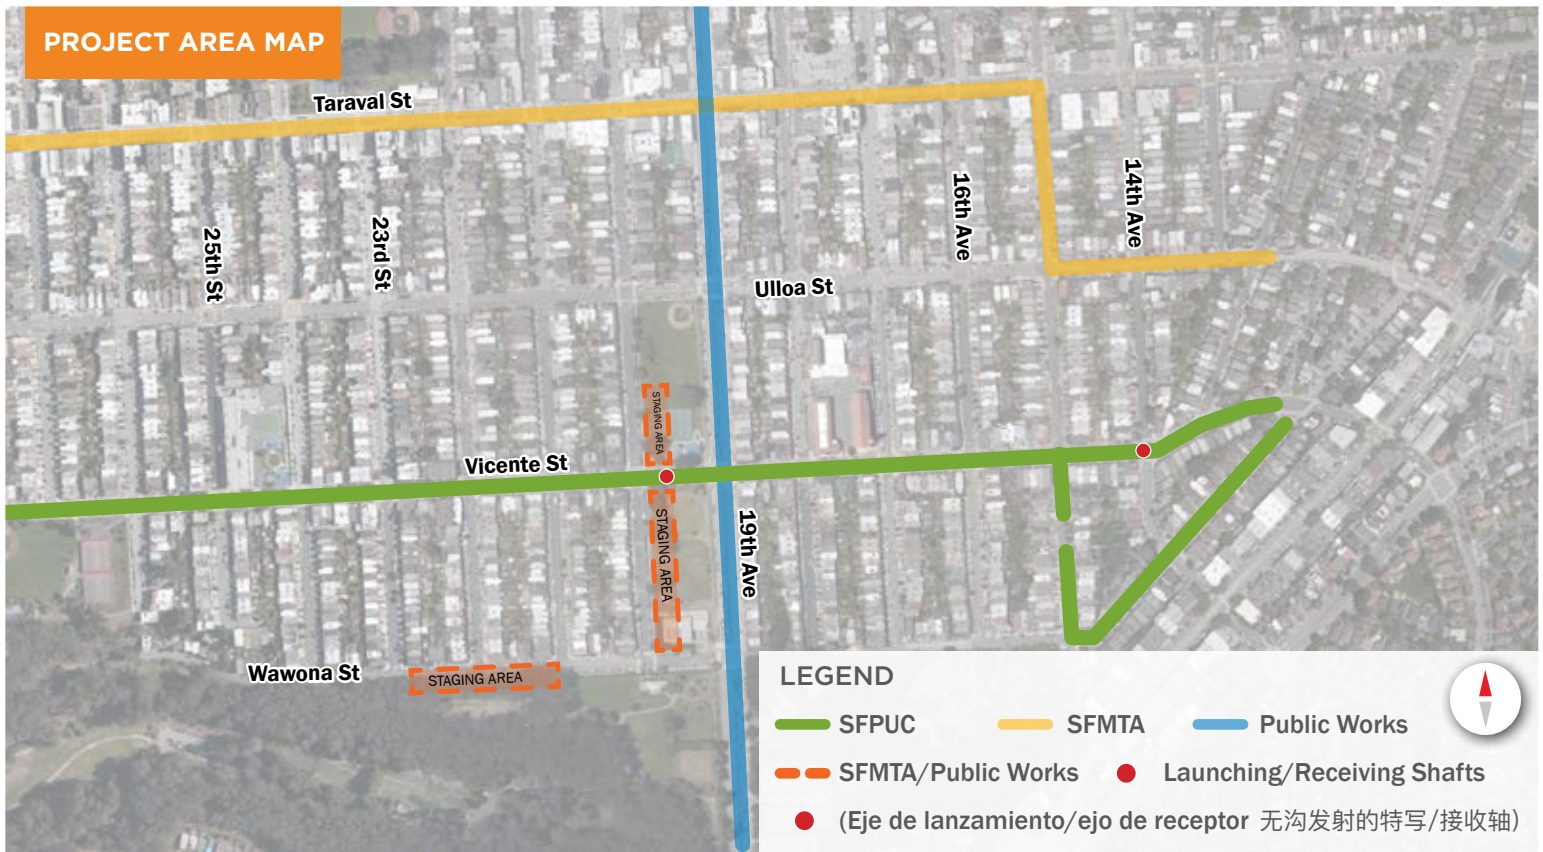 PROJECT AREA MAP
Taraval St
25th St
23rd St
16th Ave
14th Ave
Ulloa St
STAGING AREA
Vicente St
STAGING AREA
19th Ave
Wawona St
STAGING AREA
LEGEND
SFPUC
SFMTA
Public Works
SFMTA/Public Works
Launching/Receiving Shafts
(Eje de lanzamiento/ejo de receptor 无沟发射的特写/接收轴)